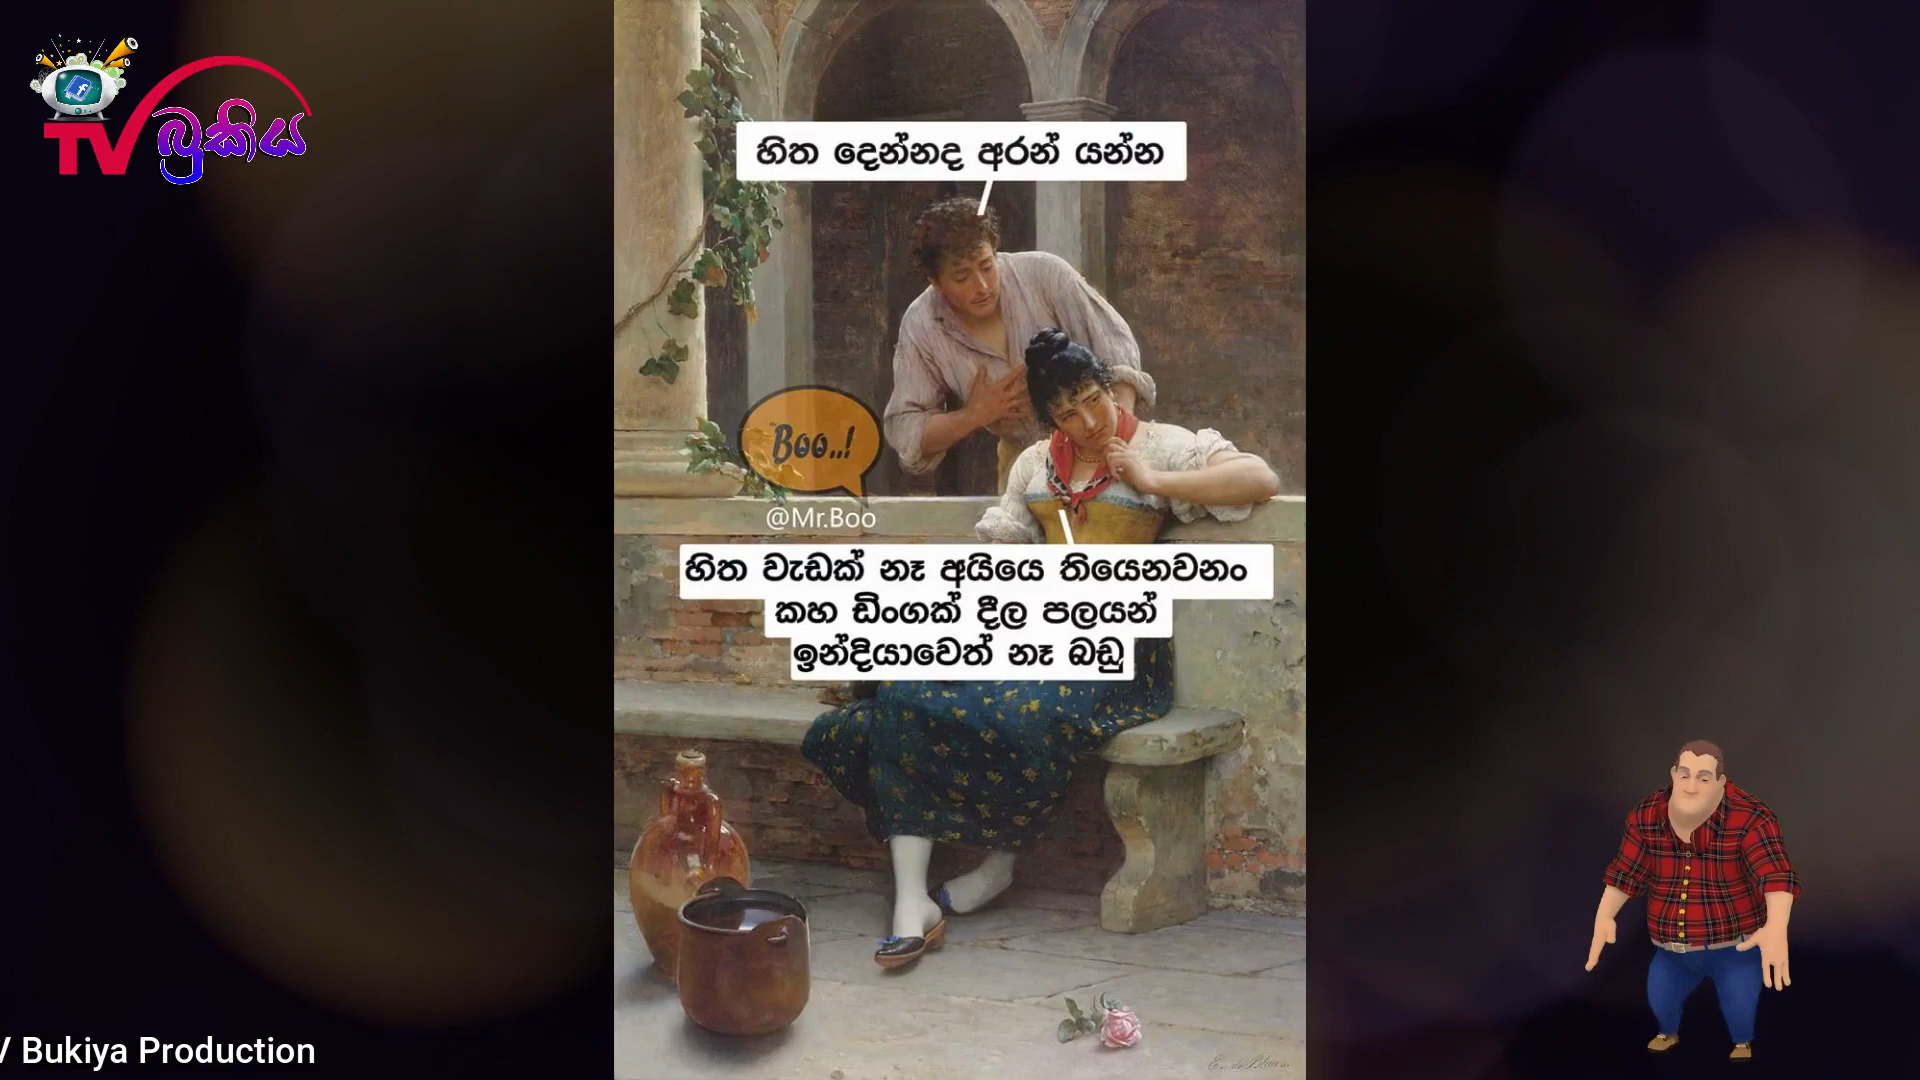 TV බුකිය
හිත දෙන්නද අරන් යන්න
Boo..!
@Mr.Boo
හිත වැඩක් නෑ අයියෙ තියෙනවනං
කහ ඩිංගක් දීල පලයන්
ඉන්දියාවෙත් නෑ බඩු
Bukiya Production